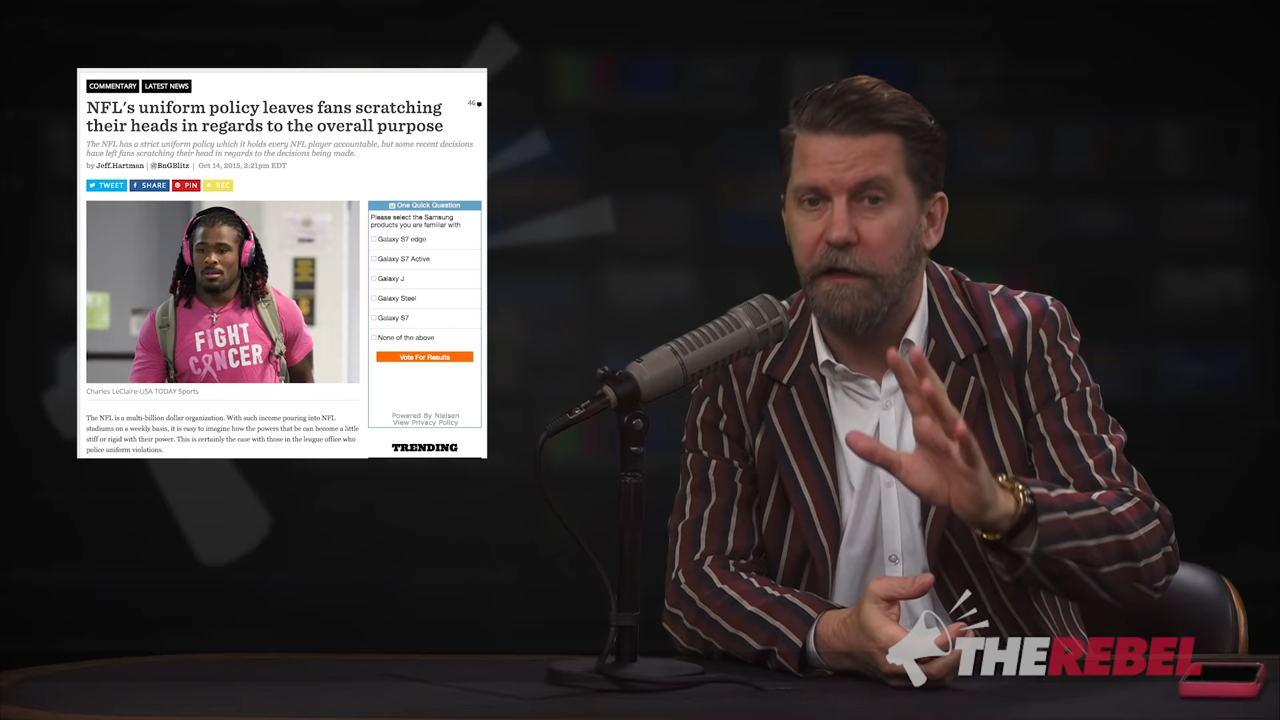 COMMENTARY LATEST NEWS
NFL's uniform policy leaves fans scratching
their heads in regards to the overall purpose
46
The NFL has a strict uniform policy which it holds every NFL player accountable, but some recent decisions
have left fans scratching their head in regards to the decisions being made.
by Jeff.Hartman | @BnGBlitz | Oct 14, 2015, 2:21pm EDT
TWEET SHARE PIN REC
FIGHT
CANCER
Charles LeClaire-USA TODAY Sports
The NFL is a multi-billion dollar organization. With such income pouring into NFL
stadiums on a weekly basis, it is easy to imagine how the powers that be can become a little
stiff or rigid with their power. This is certainly the case with those in the league office who
police uniform violations.
One Quick Question
Please select the Samsung
products you are familiar with
Galaxy S7 edge
Galaxy S7 Active
Galaxy J
Galaxy Steel
Galaxy S7
None of the above
Vote For Results
Powered By Nielsen
View Privacy Policy
TRENDING
THEREBEL